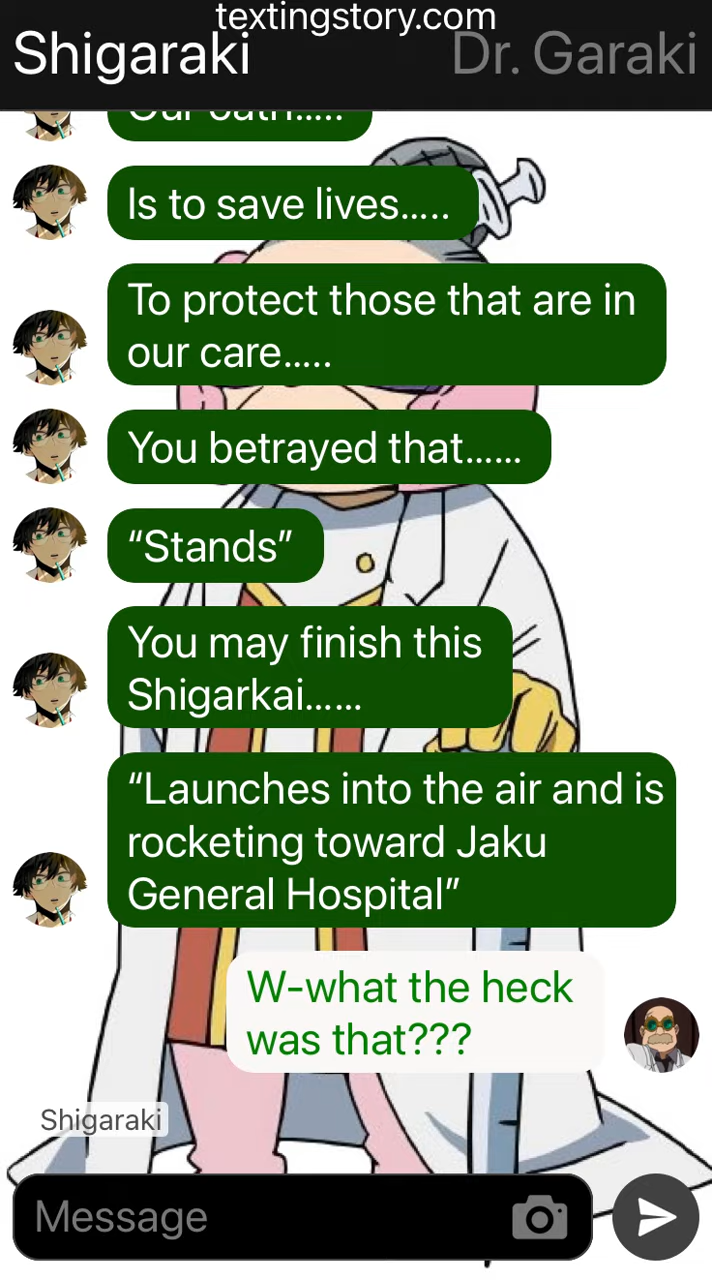 textingstory.com
Shigaraki
Dr. Garaki
Our oath.....
Is to save lives.....
To protect those that are in
our care.....
You betrayed that......
“Stands”
You may finish this
Shigarkai......
“Launches into the air and is
rocketing toward Jaku
General Hospital”
W-what the heck
was that???
Shigaraki
Message